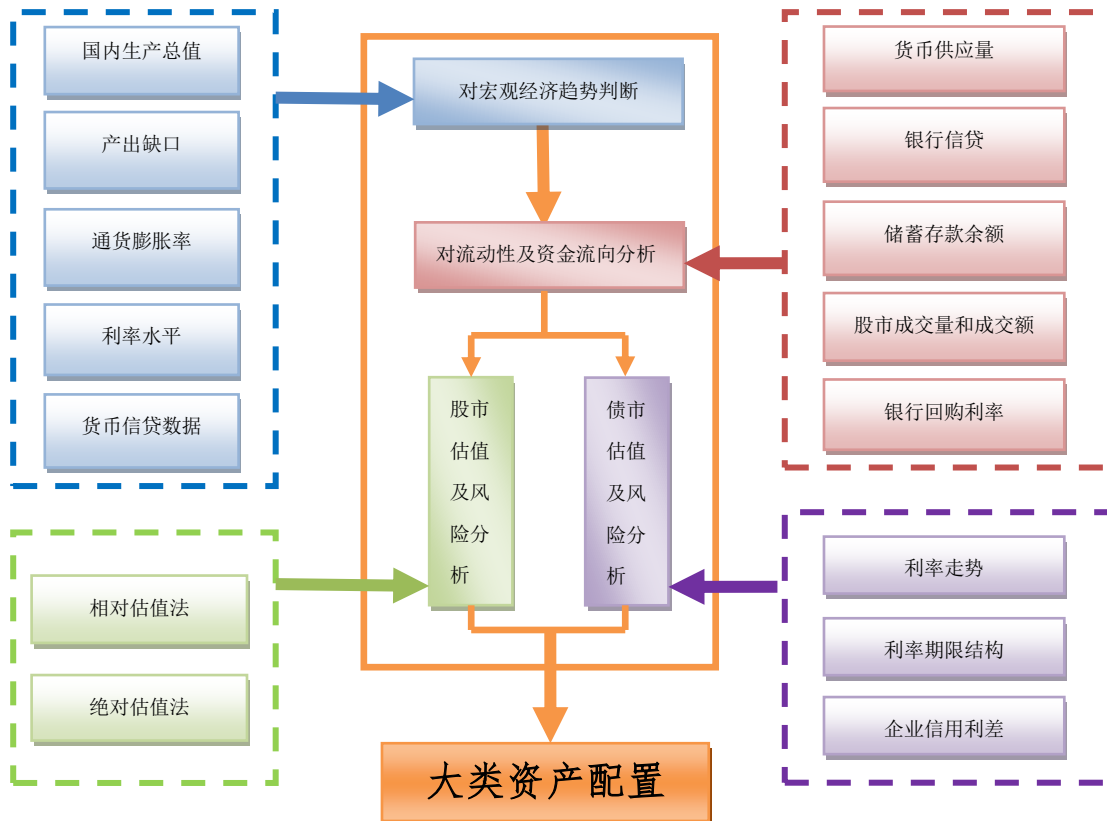 国内生产总值
产出缺口
通货膨胀率
利率水平
货币信贷数据
相对估值法
绝对估值法
对宏观经济趋势判断
对流动性及资金流向分析
股市
估值
及风
险分
析
债市
估值
及风
险分
析
大类资产配置
货币供应量
银行信贷
储蓄存款余额
股市成交量和成交额
银行回购利率
利率走势
利率期限结构
企业信用利差